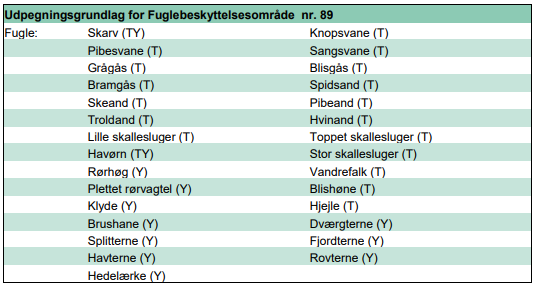 Udpegningsgrundlag for Fuglebeskyttelsesområde nr. 89
Fugle: Skarv (TY) Knopsvane (T)
Pibesvane (T) Sangsvane (T)
Grågås (T) Blisgås (T)
Bramgås (T) Spidsand (T)
Skeand (T) Pibeand (T)
Troldand (T) Hvinand (T)
Lille skallesluger (T) Toppet skallesluger (T)
Havørn (TY) Stor skallesluger (T)
Rørhøg (Y) Vandrefalk (T)
Plettet rørvagtel (Y) Blishøne (T)
Klyde (Y) Hjejle (T)
Brushane (Y) Dværgterne (Y)
Splitterne (Y) Fjordterne (Y)
Havterne (Y) Rovterne (Y)
Hedelærke (Y)